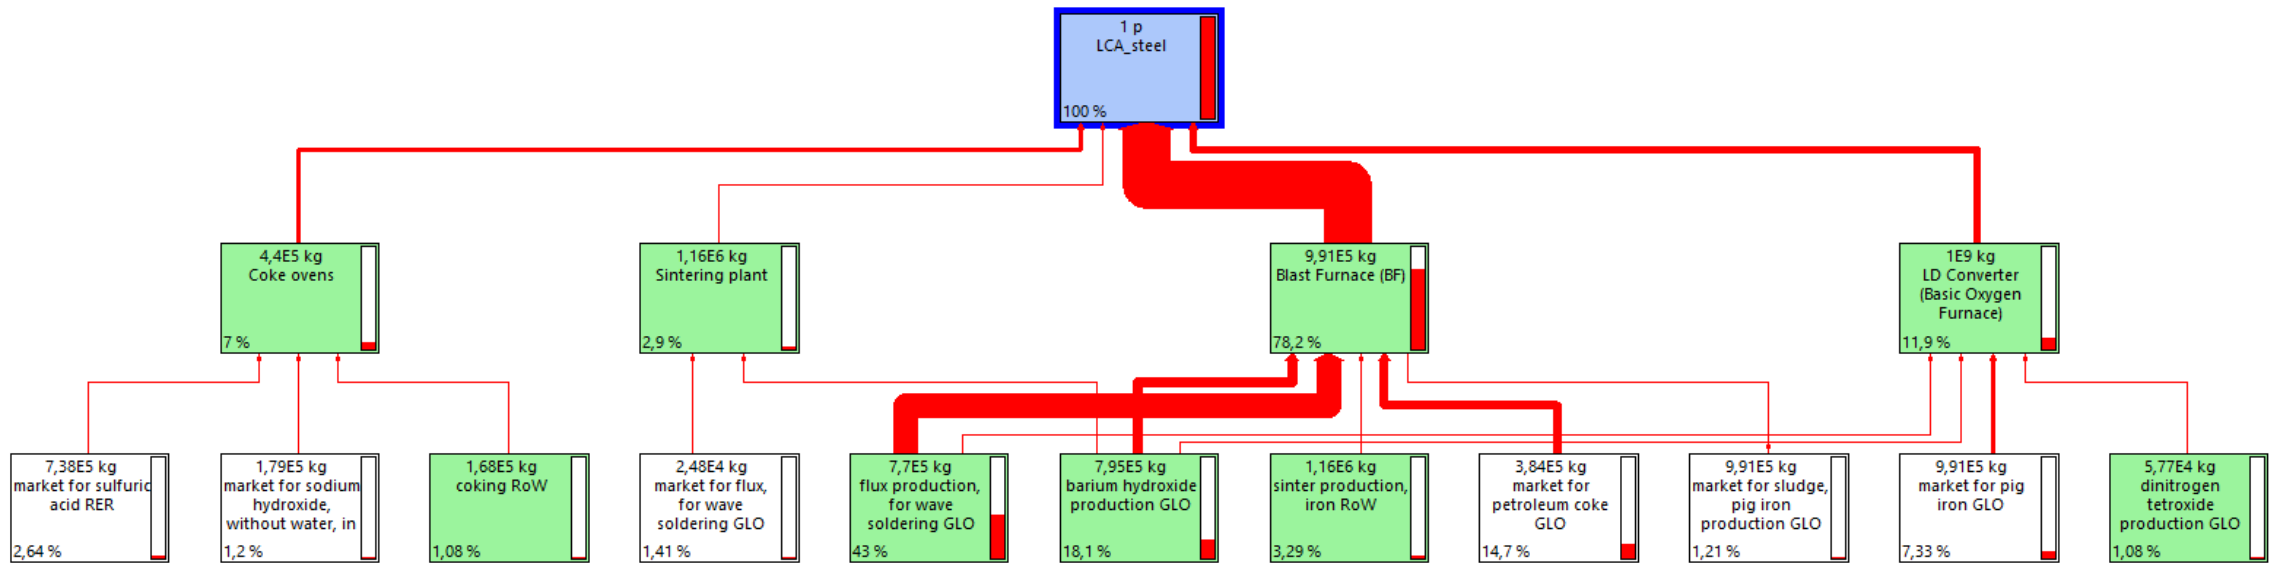 1 p
LCA_steel
100 %
4,4E5 kg
Coke ovens
7 %
1,16E6 kg
Sintering plant
2,9 %
9,91E5 kg
Blast Furnace (BF)
78,2 %
1E9 kg
LD Converter
(Basic Oxygen
Furnace)
11,9 %
7,38E5 kg
market for sulfuric
acid RER
2,64 %
1,79E5 kg
market for sodium
hydroxide,
without water, in
1,2 %
1,68E5 kg
coking RoW
1,08 %
2,48E4 kg
market for flux,
for wave
soldering GLO
1,41 %
7,7E5 kg
flux production,
for wave
soldering GLO
43 %
7,95E5 kg
barium hydroxide
production GLO
18,1 %
1,16E6 kg
sinter production,
iron RoW
3,29 %
3,84E5 kg
market for
petroleum coke
GLO
14,7 %
9,91E5 kg
market for sludge,
pig iron
production GLO
1,21 %
9,91E5 kg
market for pig
iron GLO
7,33 %
5,77E4 kg
dinitrogen
tetroxide
production GLO
1,08 %